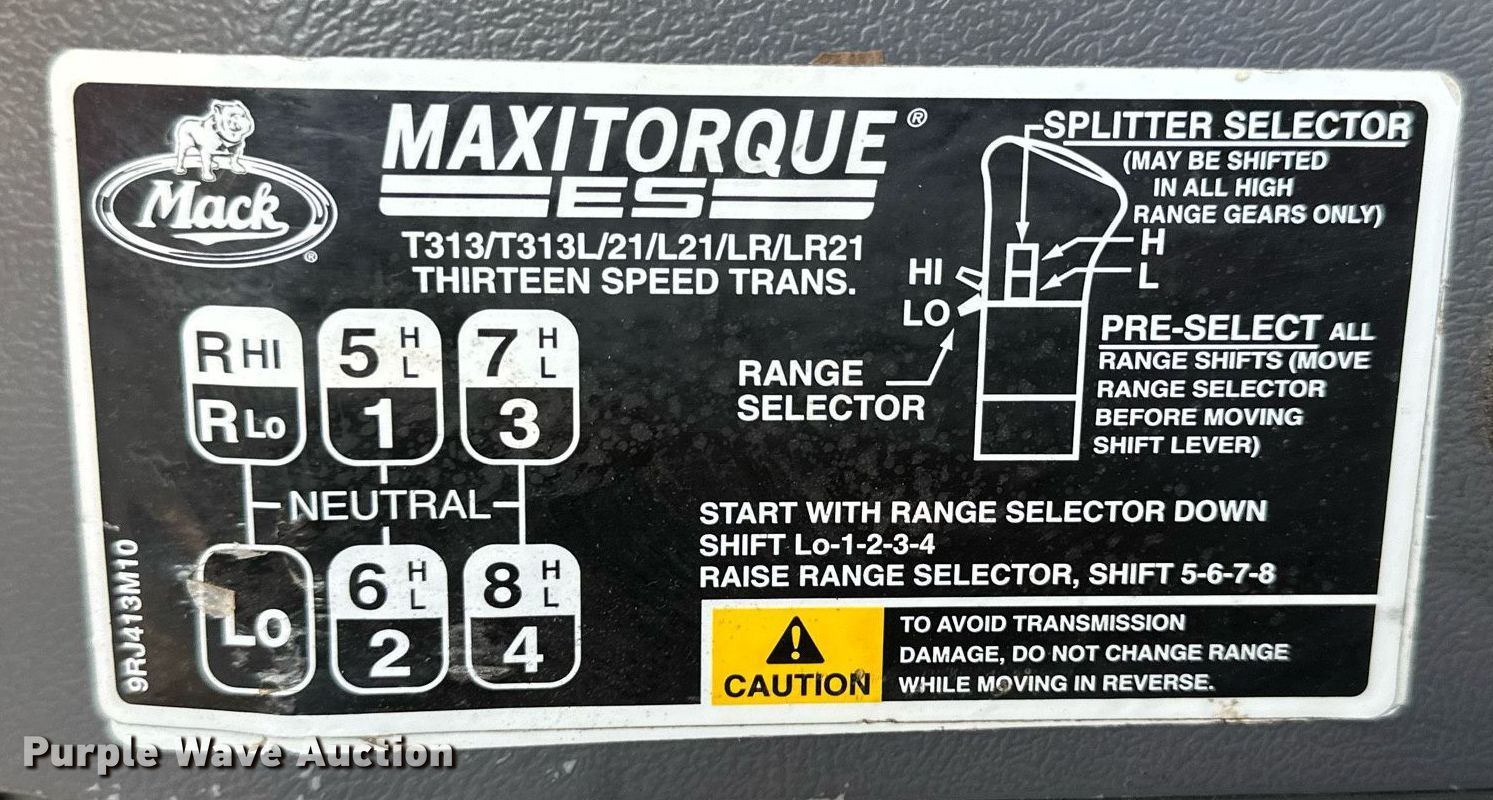 Mack
®
MAXITORQUE®
ES
T313/T313L/21/L21/LR/LR21
THIRTEEN SPEED TRANS.
R HI
R Lo
5 H L
1
7 H L
3
NEUTRAL
LO
6 H L
2
8 H L
4
9RJ413M10
SPLITTER SELECTOR
(MAY BE SHIFTED
IN ALL HIGH
RANGE GEARS ONLY)
H
L
HI
LO
RANGE
SELECTOR
PRE-SELECT ALL
RANGE SHIFTS (MOVE
RANGE SELECTOR
BEFORE MOVING
SHIFT LEVER)
START WITH RANGE SELECTOR DOWN
SHIFT Lo-1-2-3-4
RAISE RANGE SELECTOR, SHIFT 5-6-7-8
CAUTION
TO AVOID TRANSMISSION
DAMAGE, DO NOT CHANGE RANGE
WHILE MOVING IN REVERSE.
Purple Wave Auction